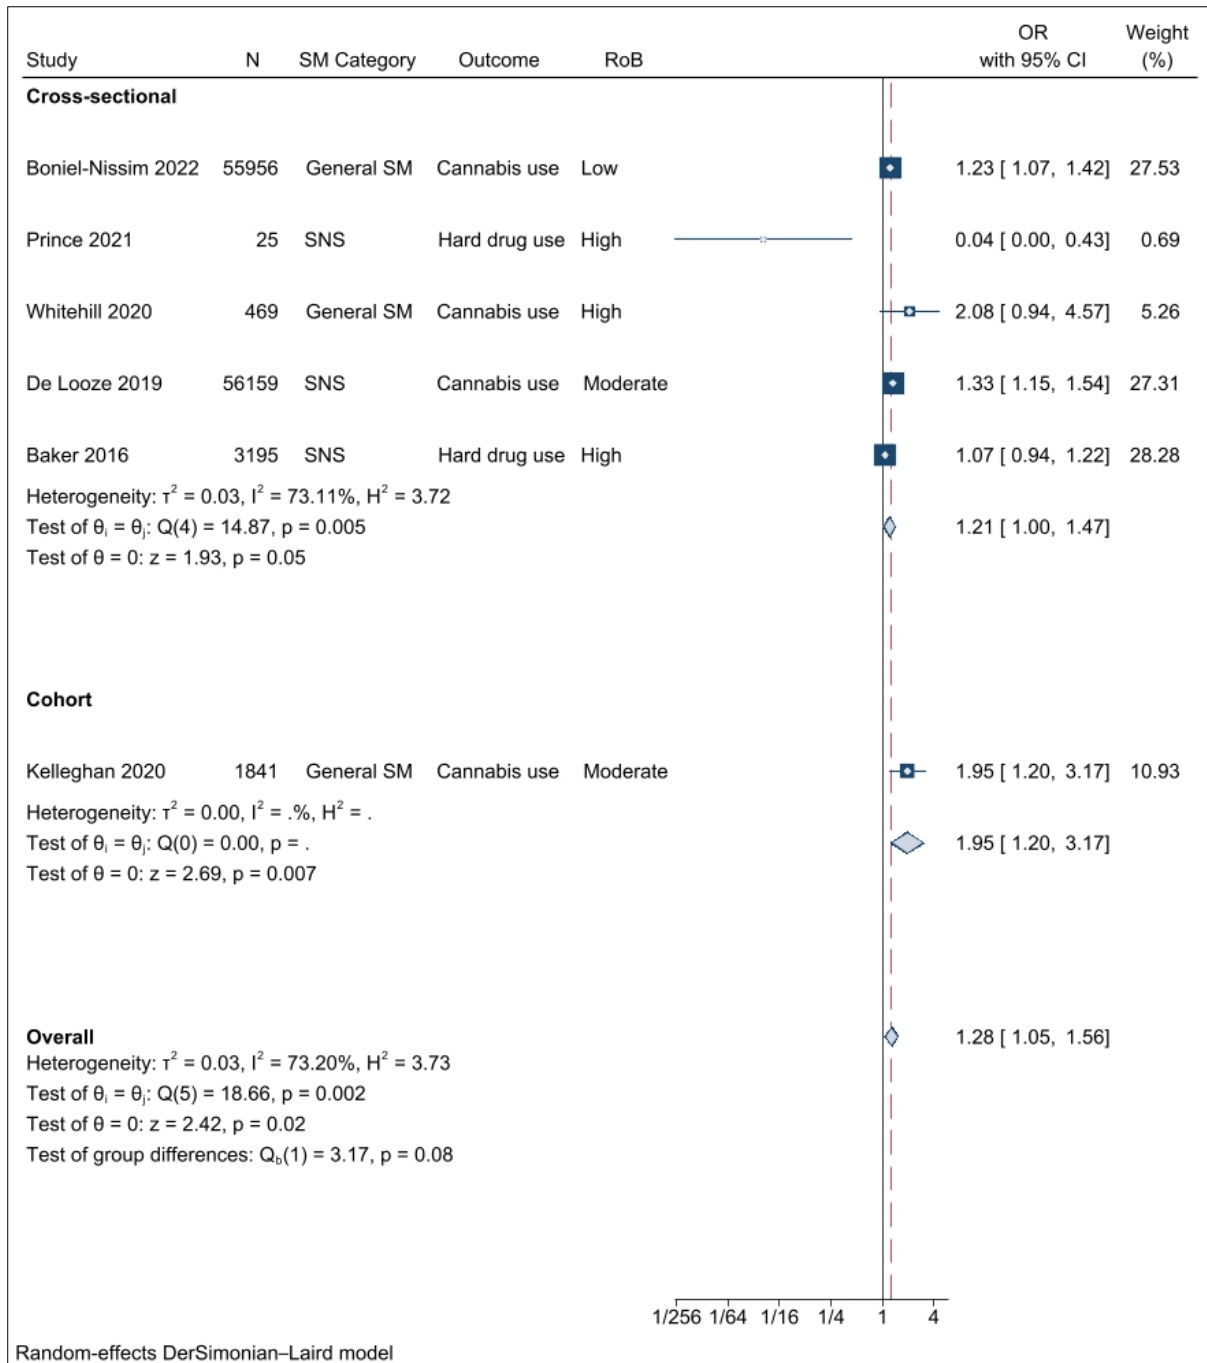 OR Weight
Study N SM Category Outcome RoB with 95% CI (%)
Cross-sectional
Boniel-Nissim 2022 55956 General SM Cannabis use Low 1.23 [ 1.07, 1.42] 27.53
Prince 2021 25 SNS Hard drug use High 0.04 [ 0.00, 0.43] 0.69
Whitehill 2020 469 General SM Cannabis use High 2.08 [ 0.94, 4.57] 5.26
De Looze 2019 56159 SNS Cannabis use Moderate 1.33 [ 1.15, 1.54] 27.31
Baker 2016 3195 SNS Hard drug use High 1.07 [ 0.94, 1.22] 28.28
Heterogeneity: τ² = 0.03, I² = 73.11%, H² = 3.72
Test of θᵢ = θⱼ: Q(4) = 14.87, p = 0.005 1.21 [ 1.00, 1.47]
Test of θ = 0: z = 1.93, p = 0.05
Cohort
Kelleghan 2020 1841 General SM Cannabis use Moderate 1.95 [ 1.20, 3.17] 10.93
Heterogeneity: τ² = 0.00, I² = .%, H² = .
Test of θᵢ = θⱼ: Q(0) = 0.00, p = . 1.95 [ 1.20, 3.17]
Test of θ = 0: z = 2.69, p = 0.007
Overall 1.28 [ 1.05, 1.56]
Heterogeneity: τ² = 0.03, I² = 73.20%, H² = 3.73
Test of θᵢ = θⱼ: Q(5) = 18.66, p = 0.002
Test of θ = 0: z = 2.42, p = 0.02
Test of group differences: Q_b(1) = 3.17, p = 0.08
1/256 1/64 1/16 1/4 1 4
Random-effects DerSimonian–Laird model